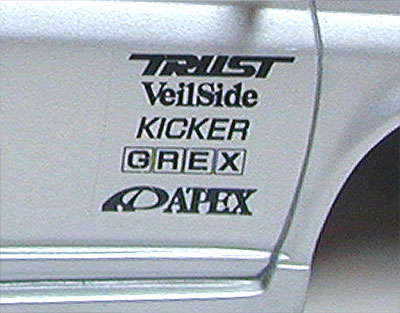 TRUST
VeilSide
KICKER
GREX
APEX